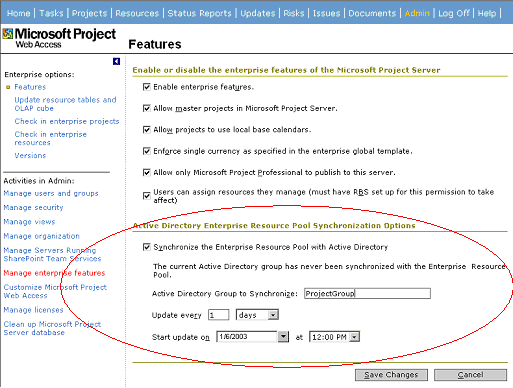 Home | Tasks | Projects | Resources | Status Reports | Updates | Risks | Issues | Documents | Admin | Log Off | Help |
Microsoft Project
Web Access
Features
Enterprise options:
Features
Update resource tables and
OLAP cube
Check in enterprise projects
Check in enterprise
resources
Versions
Activities in Admin:
Manage users and groups
Manage security
Manage views
Manage organization
Manage Servers Running
SharePoint Team Services
Manage enterprise features
Customize Microsoft Project
Web Access
Manage licenses
Clean up Microsoft Project
Server database
Enable or disable the enterprise features of the Microsoft Project Server
Enable enterprise features.
Allow master projects in Microsoft Project Server.
Allow projects to use local base calendars.
Enforce single currency as specified in the enterprise global template.
Allow only Microsoft Project Professional to publish to this server.
Users can assign resources they manage (must have RBS set up for this permission to take
affect)
Active Directory Enterprise Resource Pool Synchronization Options
Synchronize the Enterprise Resource Pool with Active Directory
The current Active Directory group has never been synchronized with the Enterprise Resource
Pool.
Active Directory Group to Synchronize: ProjectGroup
Update every 1 days
Start update on 1/6/2003 at 12:00 PM
Save Changes
Cancel